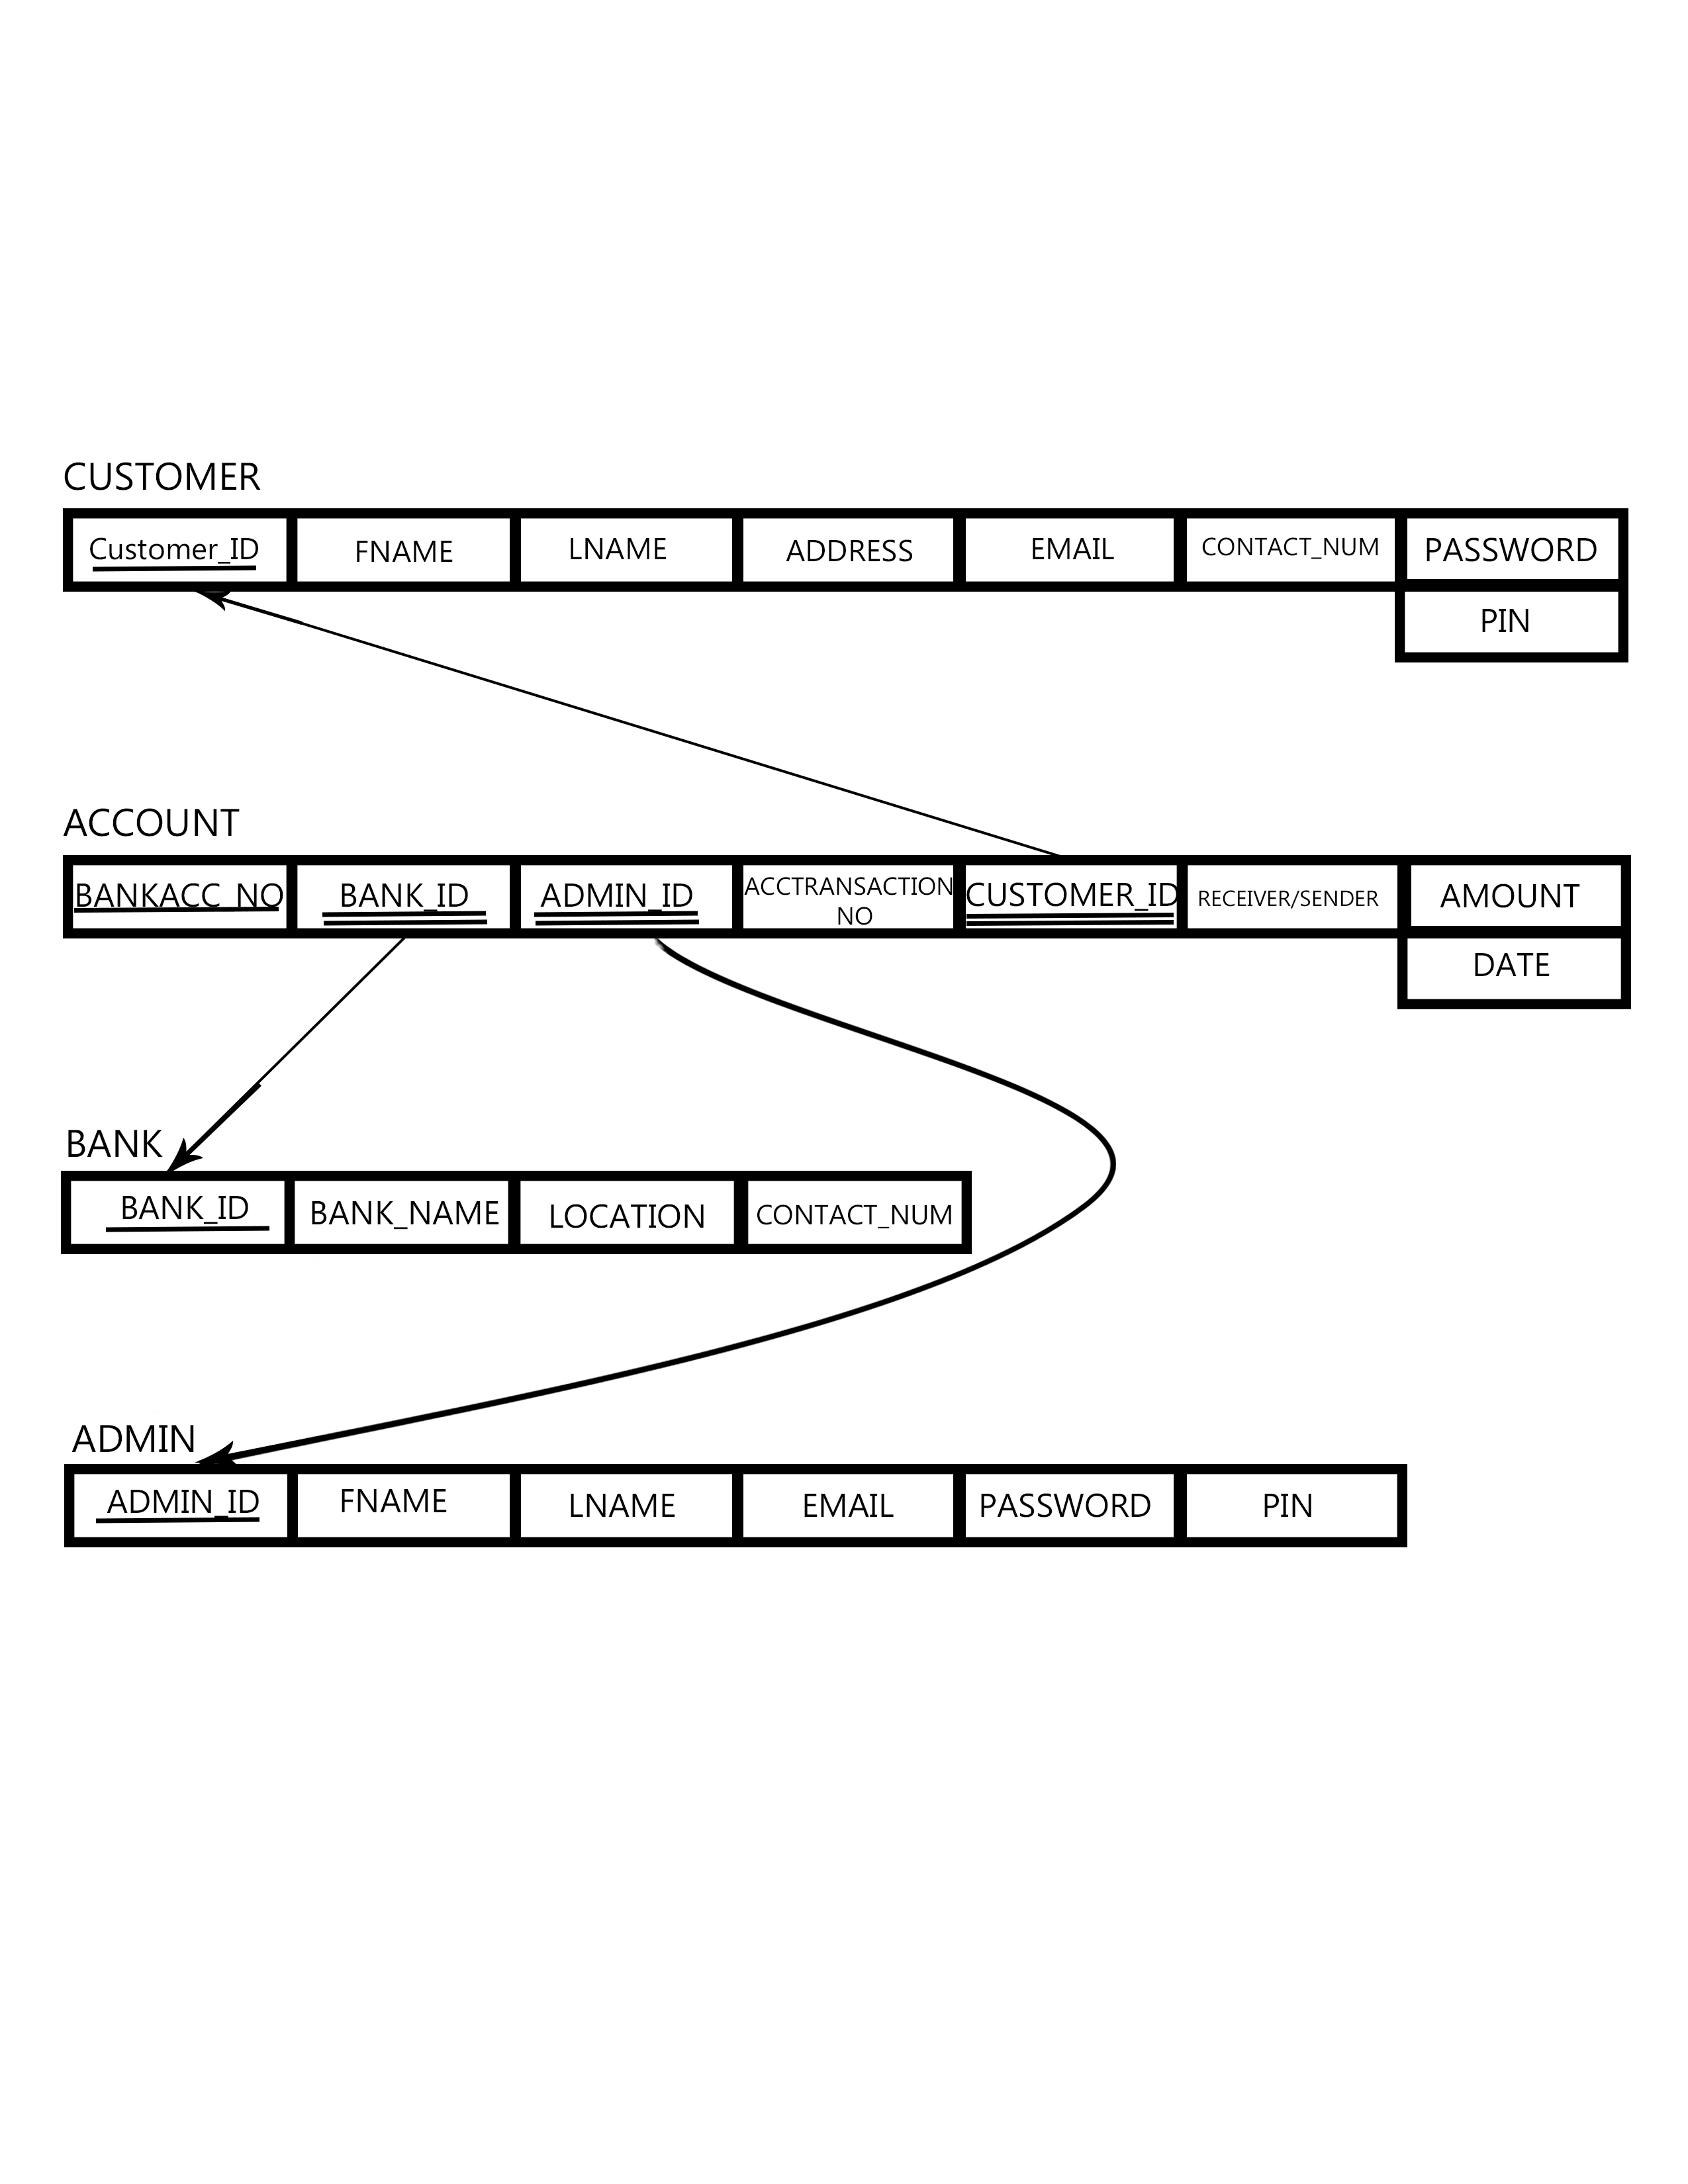 CUSTOMER
Customer_ID FNAME LNAME ADDRESS EMAIL CONTACT_NUM PASSWORD
PIN
ACCOUNT
BANKACC_NO BANK_ID ADMIN_ID ACCTRANSACTION NO CUSTOMER_ID RECEIVER/SENDER AMOUNT
DATE
BANK
BANK_ID BANK_NAME LOCATION CONTACT_NUM
ADMIN
ADMIN_ID FNAME LNAME EMAIL PASSWORD PIN